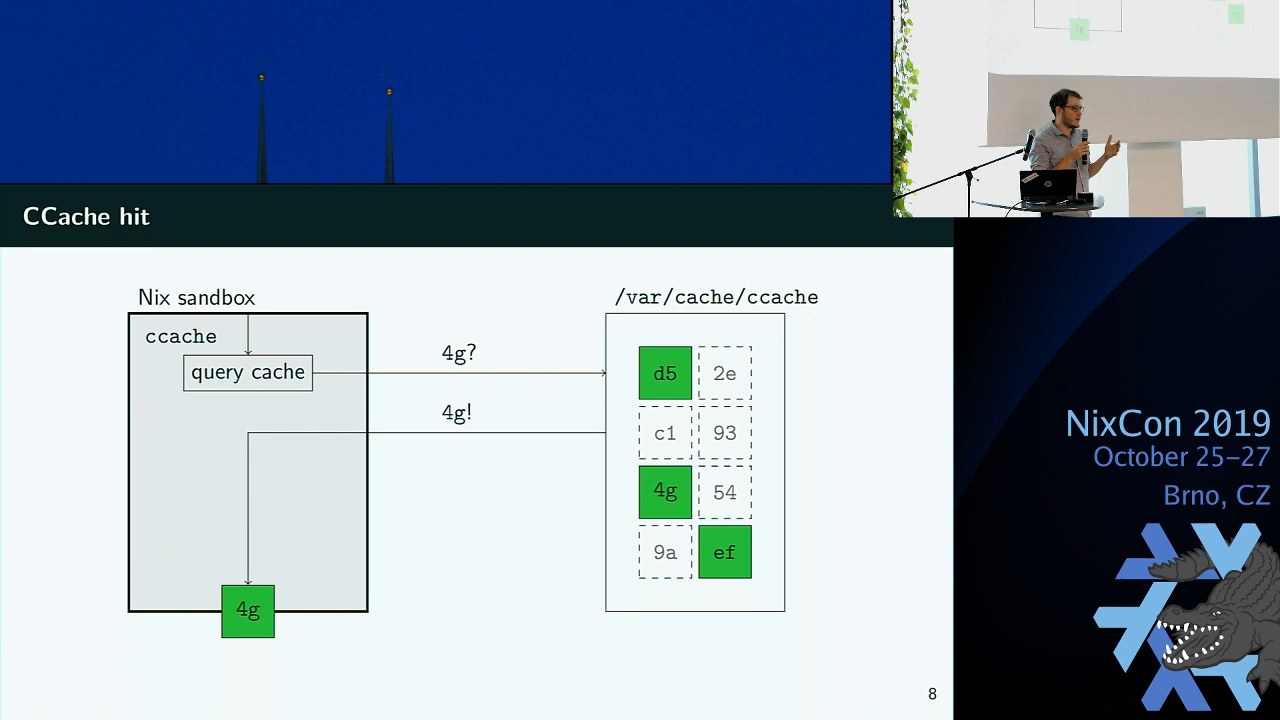 CCache hit
Nix sandbox
ccache
query cache
4g?
4g!
4g
/var/cache/ccache
d5 2e
c1 93
4g 54
9a ef
8
NixCon 2019
October 25–27
Brno, CZ